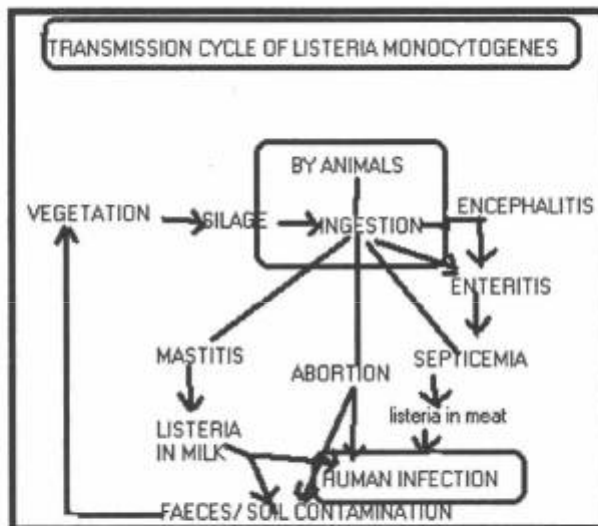 TRANSMISSION CYCLE OF LISTERIA MONOCYTOGENES
BY ANIMALS
VEGETATION
SILAGE
INGESTION
ENCEPHALITIS
ENTERITIS
MASTITIS
ABORTION
SEPTICEMIA
LISTERIA
IN MILK
listeria in meat
HUMAN INFECTION
FAECES/ SOIL CONTAMINATION